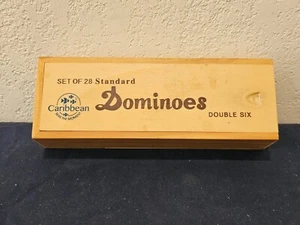 SET OF 28 Standard
Dominoes
DOUBLE SIX
Caribbean